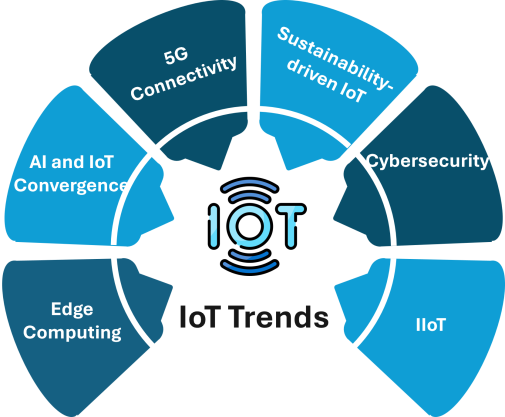 5G
Connectivity
Sustainability-
driven IoT
AI and IoT
Convergence
Cybersecurity
IOT
Edge
Computing
IoT Trends
IIoT